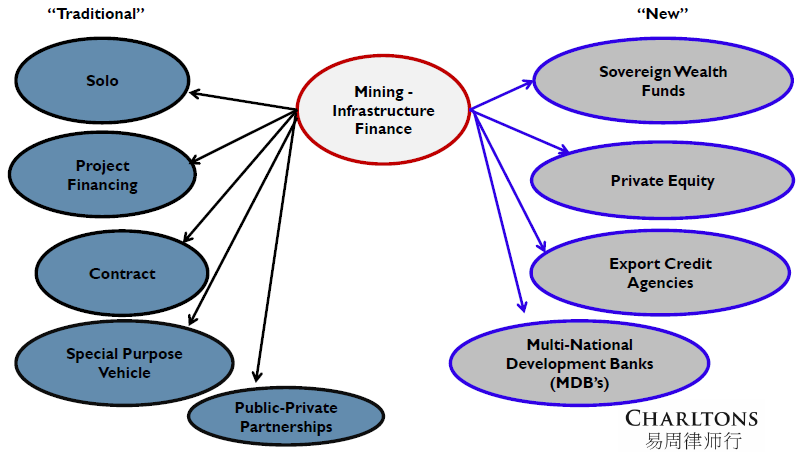 “Traditional”
“New”
Solo
Project
Financing
Contract
Special Purpose
Vehicle
Public-Private
Partnerships
Mining -
Infrastructure
Finance
Sovereign Wealth
Funds
Private Equity
Export Credit
Agencies
Multi-National
Development Banks
(MDB’s)
CHARLTONS
易周律师行